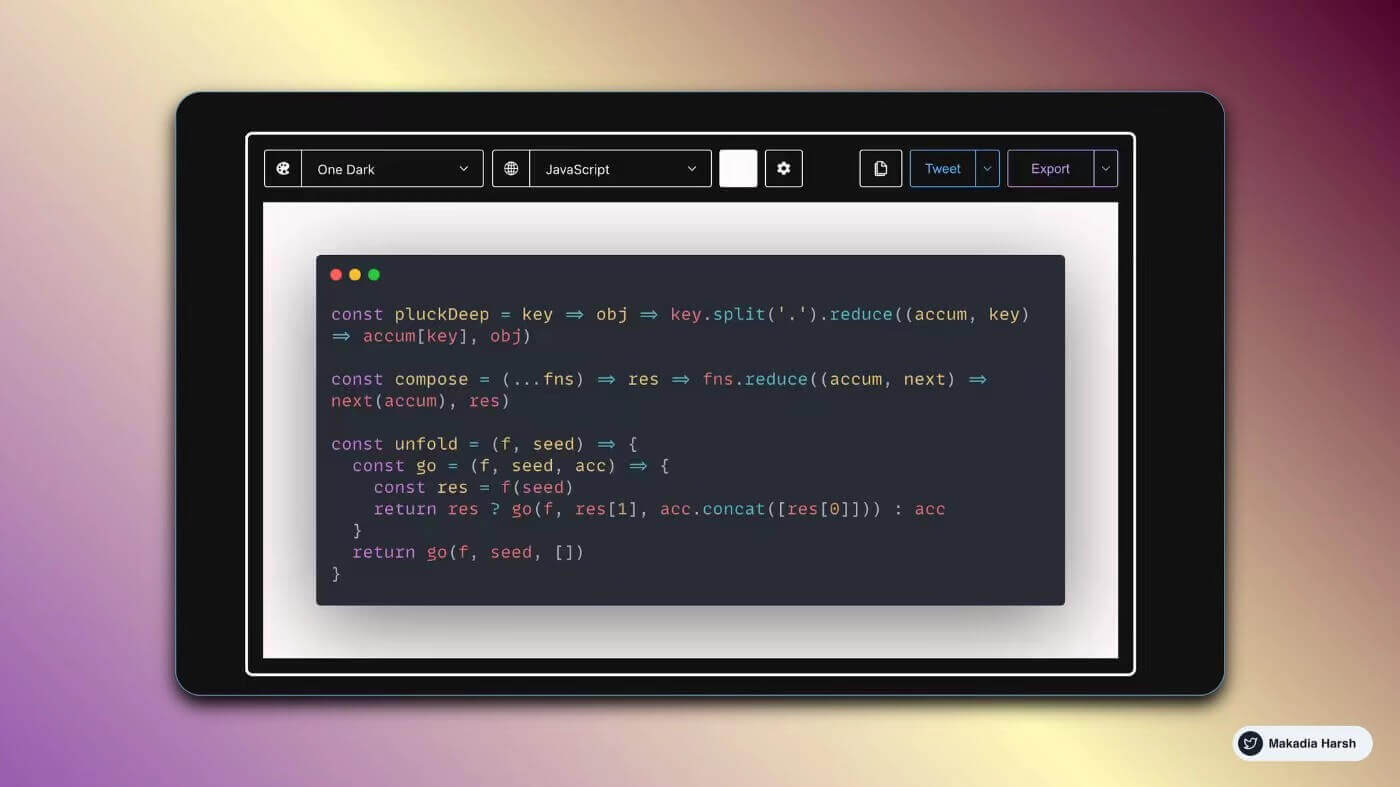 One Dark
JavaScript
Tweet
Export
const pluckDeep = key => obj => key.split('.').reduce((accum, key)
=> accum[key], obj)
const compose = (...fns) => res => fns.reduce((accum, next) =>
next(accum), res)
const unfold = (f, seed) => {
  const go = (f, seed, acc) => {
    const res = f(seed)
    return res ? go(f, res[1], acc.concat([res[0]])) : acc
  }
  return go(f, seed, [])
}
Makadia Harsh